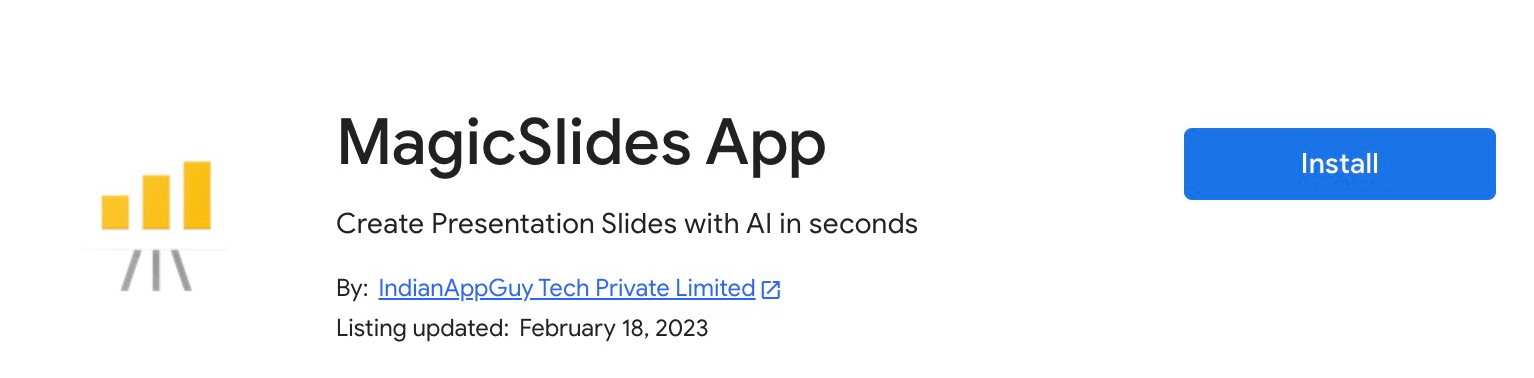 MagicSlides App
Install
Create Presentation Slides with AI in seconds
By: IndianAppGuy Tech Private Limited
Listing updated: February 18, 2023